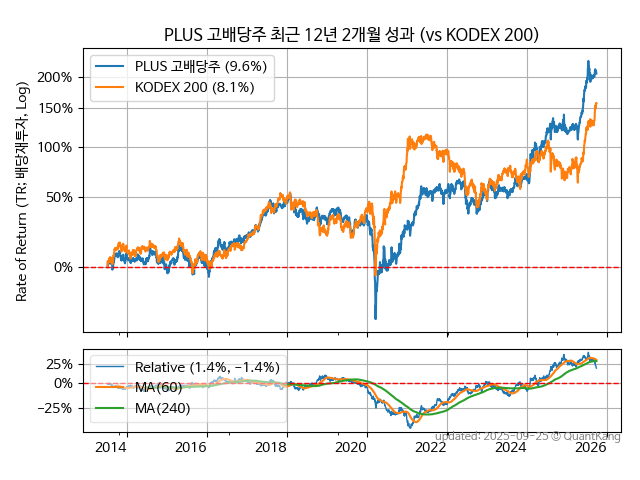 PLUS 고배당주 최근 12년 2개월 성과 (vs KODEX 200)
Rate of Return (TR: 배당재투자, Log)
200%
150%
100%
50%
0%
PLUS 고배당주 (9.6%)
KODEX 200 (8.1%)
25%
0%
−25%
Relative (1.4%, −1.4%)
MA(60)
MA(240)
2014 2016 2018 2020 2022 2024 2026
updated: 2025-09-25 © QuantKang